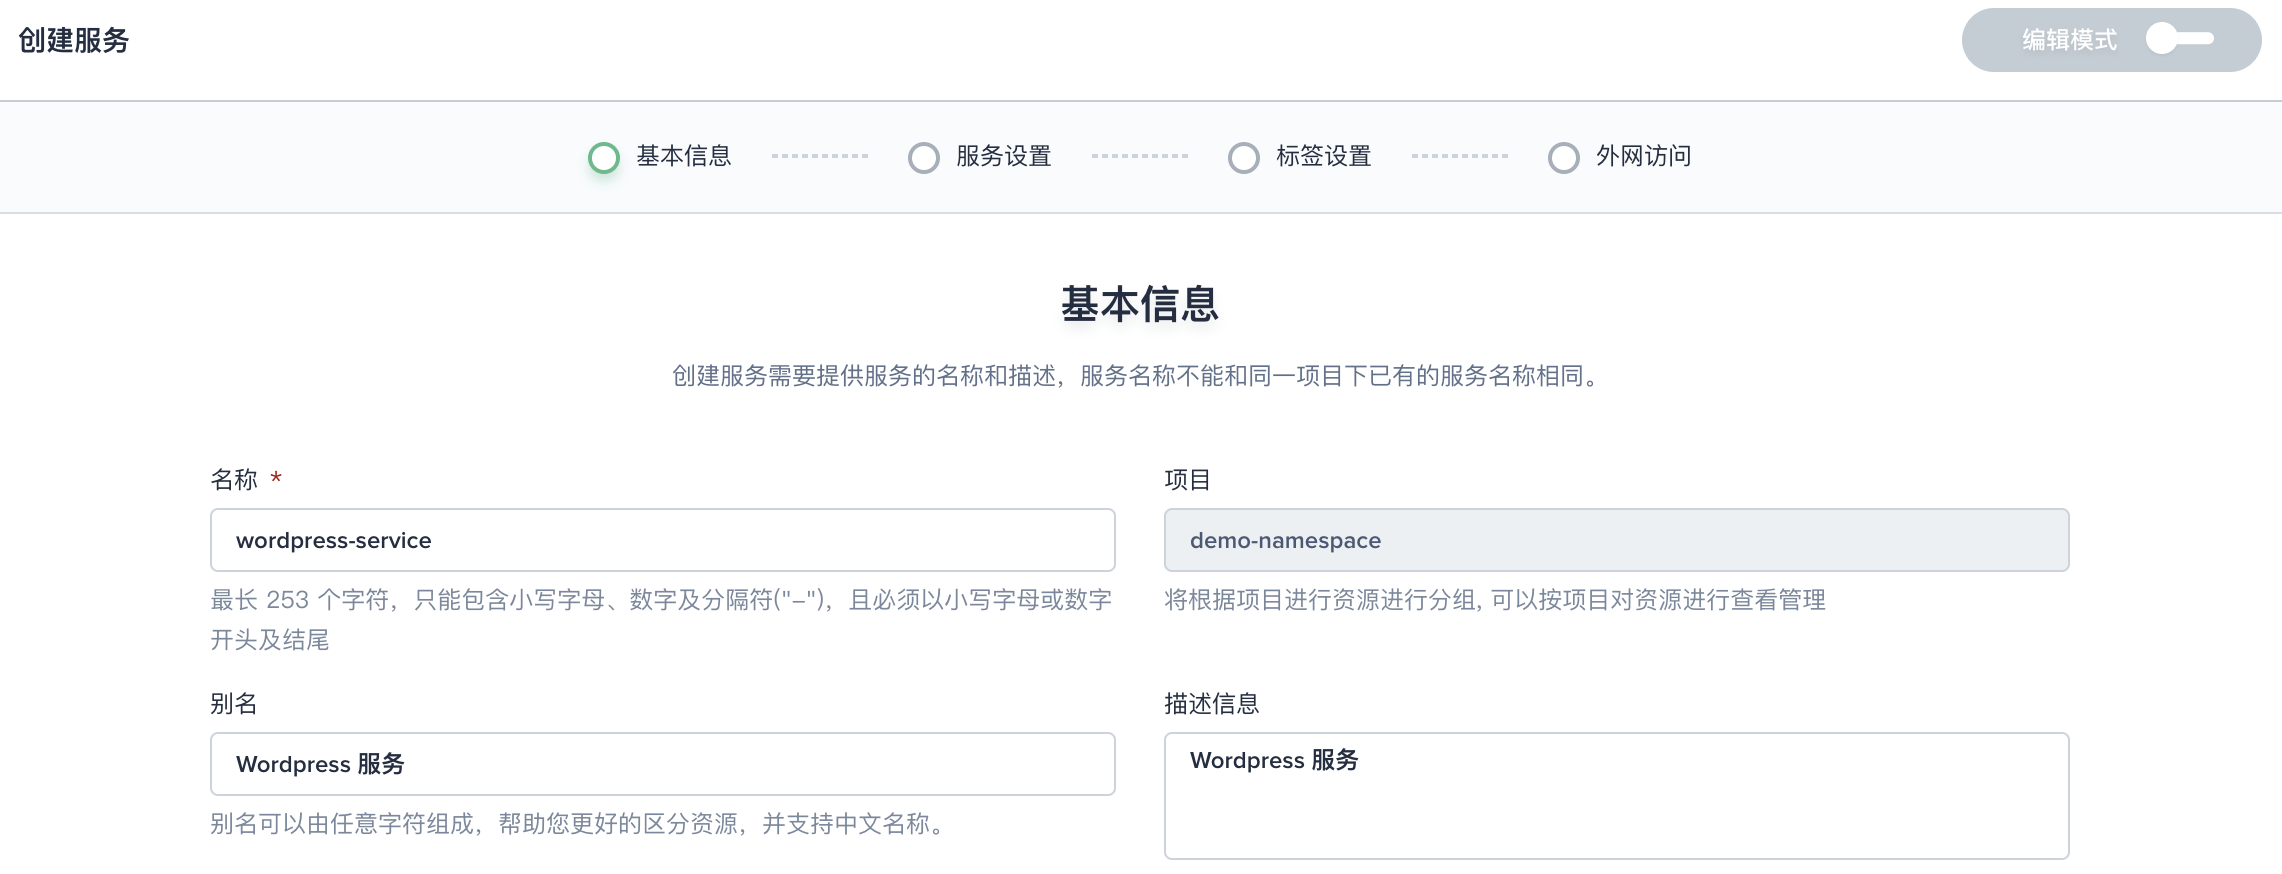 创建服务
编辑模式
基本信息
服务设置
标签设置
外网访问
基本信息
创建服务需要提供服务的名称和描述，服务名称不能和同一项目下已有的服务名称相同。
名称 *
项目
wordpress-service
demo-namespace
最长 253 个字符，只能包含小写字母、数字及分隔符("-")，且必须以小写字母或数字
开头及结尾
将根据项目进行资源进行分组, 可以按项目对资源进行查看管理
别名
描述信息
Wordpress 服务
Wordpress 服务
别名可以由任意字符组成，帮助您更好的区分资源，并支持中文名称。